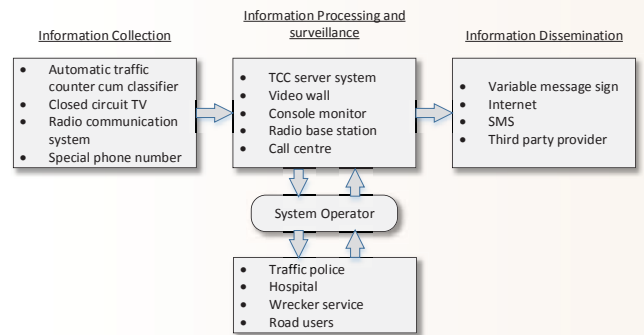 Information Collection
• Automatic traffic
counter cum classifier
• Closed circuit TV
• Radio communication
system
• Special phone number
Information Processing and
surveillance
• TCC server system
• Video wall
• Console monitor
• Radio base station
• Call centre
Information Dissemination
• Variable message sign
• Internet
• SMS
• Third party provider
System Operator
• Traffic police
• Hospital
• Wrecker service
• Road users